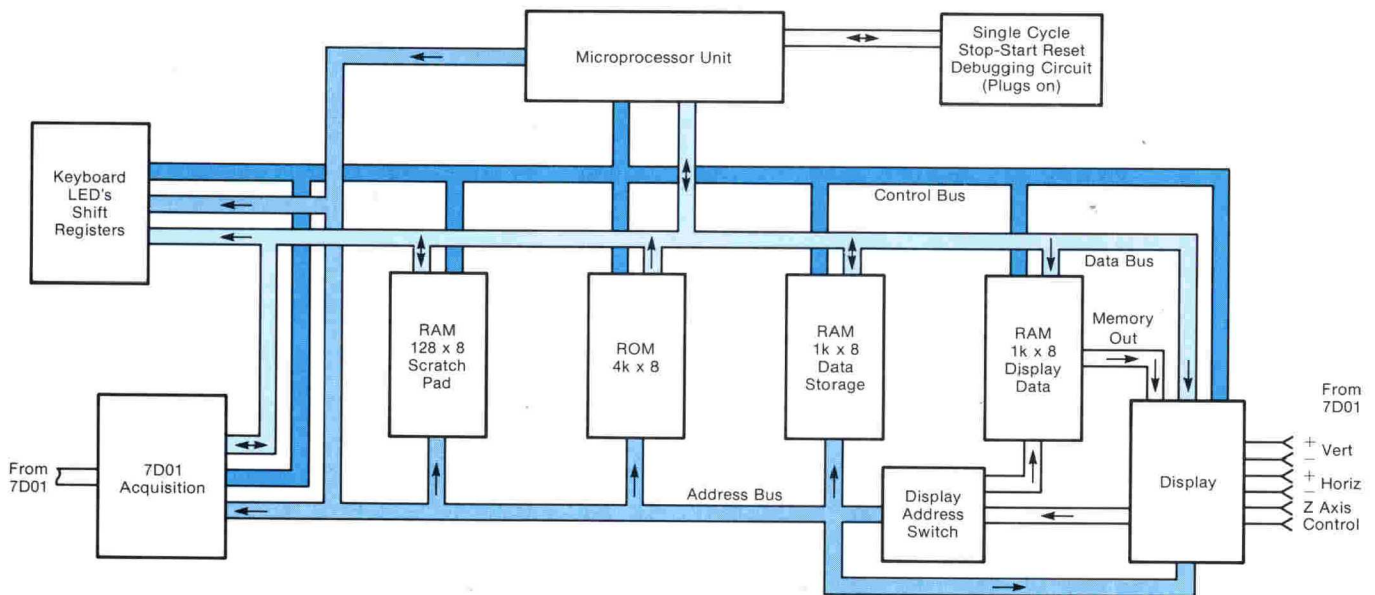 Microprocessor Unit
Single Cycle
Stop-Start Reset
Debugging Circuit
(Plugs on)
Keyboard
LED's
Shift
Registers
Control Bus
Data Bus
RAM
128 x 8
Scratch
Pad
ROM
4k x 8
RAM
1k x 8
Data
Storage
RAM
1k x 8
Display
Data
Memory
Out
From
7D01
7D01
Acquisition
From
7D01
Address Bus
Display
Address
Switch
Display
+
− Vert
+
− Horiz
Z Axis
Control